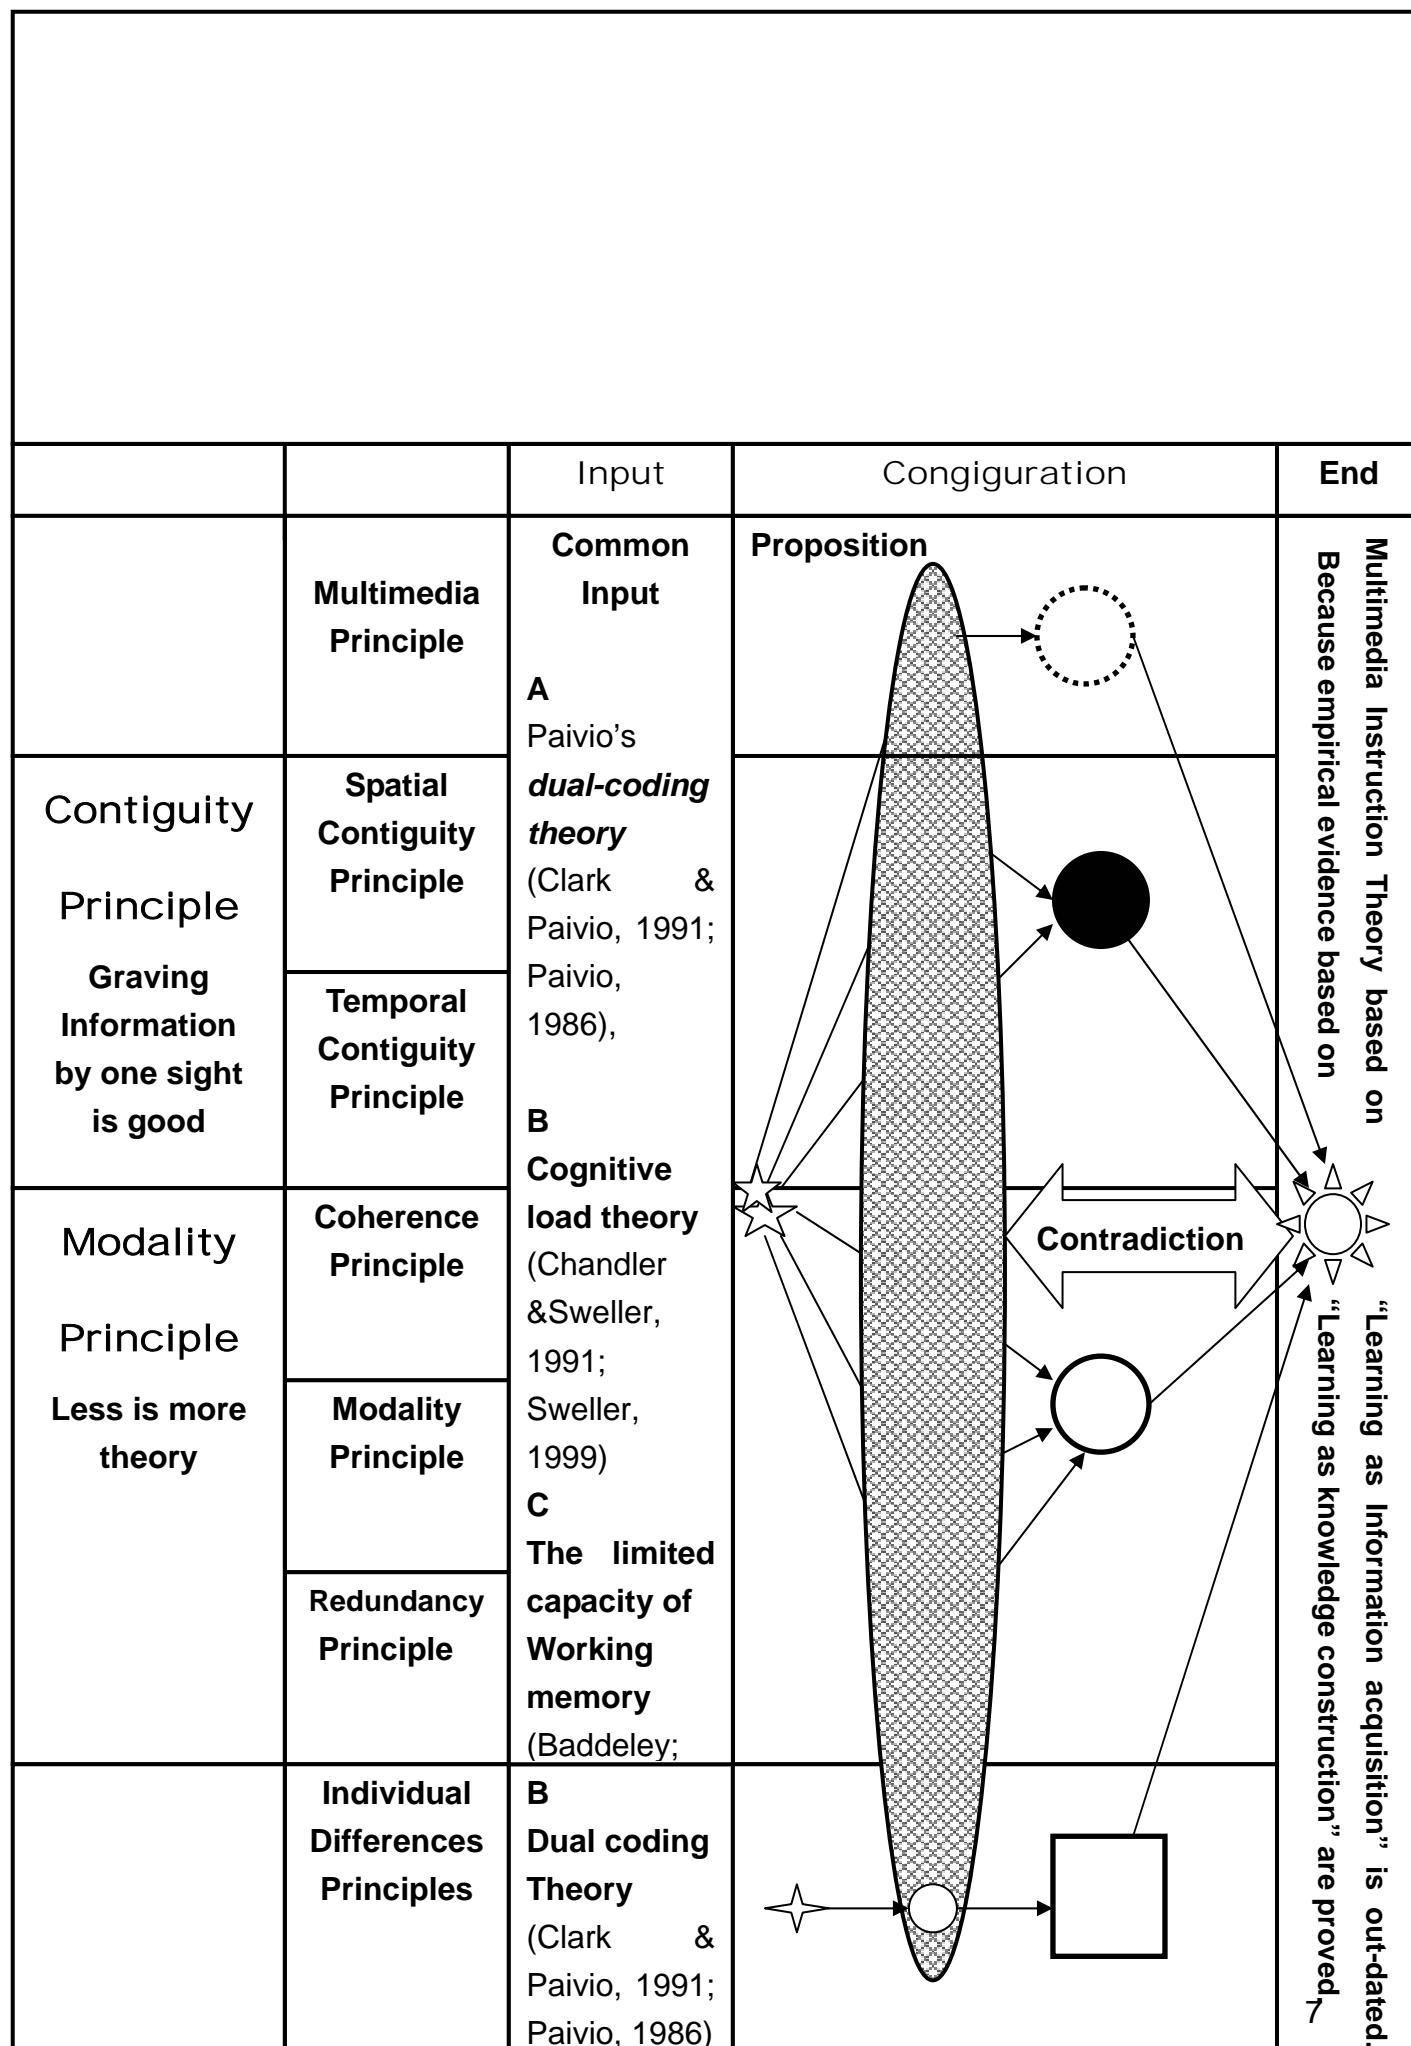 Input
Congiguration
End
Multimedia
Principle
Common
Input
A
Paivio’s
dual-coding
theory
(Clark &
Paivio, 1991;
Paivio,
1986),
B
Cognitive
load theory
(Chandler
&Sweller,
1991;
Sweller,
1999)
C
The limited
capacity of
Working
memory
(Baddeley;
Proposition
Contiguity
Principle
Graving
Information
by one sight
is good
Spatial
Contiguity
Principle
Temporal
Contiguity
Principle
Modality
Principle
Less is more
theory
Coherence
Principle
Modality
Principle
Redundancy
Principle
Contradiction
Individual
Differences
Principles
B
Dual coding
Theory
(Clark &
Paivio, 1991;
Paivio, 1986)
Multimedia Instruction Theory based on “Learning as Information acquisition” is out-dated.
Because empirical evidence based on “Learning as knowledge construction” are proved.
7